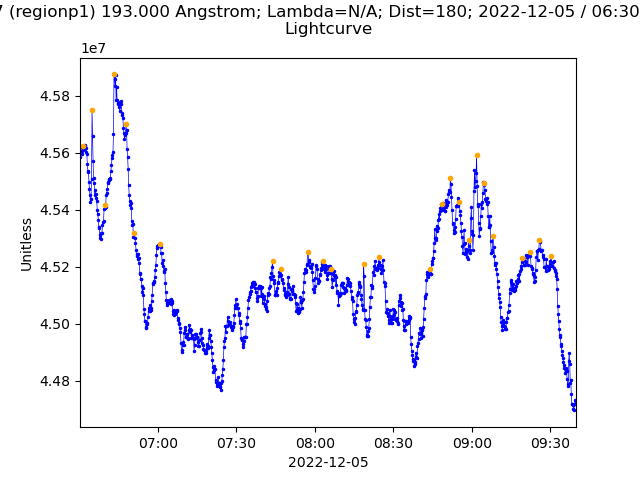 (regionp1) 193.000 Angstrom; Lambda=N/A; Dist=180; 2022-12-05 / 06:30
Lightcurve
1e7
4.58
4.56
4.54
4.52
4.50
4.48
Unitless
07:00 07:30 08:00 08:30 09:00 09:30
2022-12-05